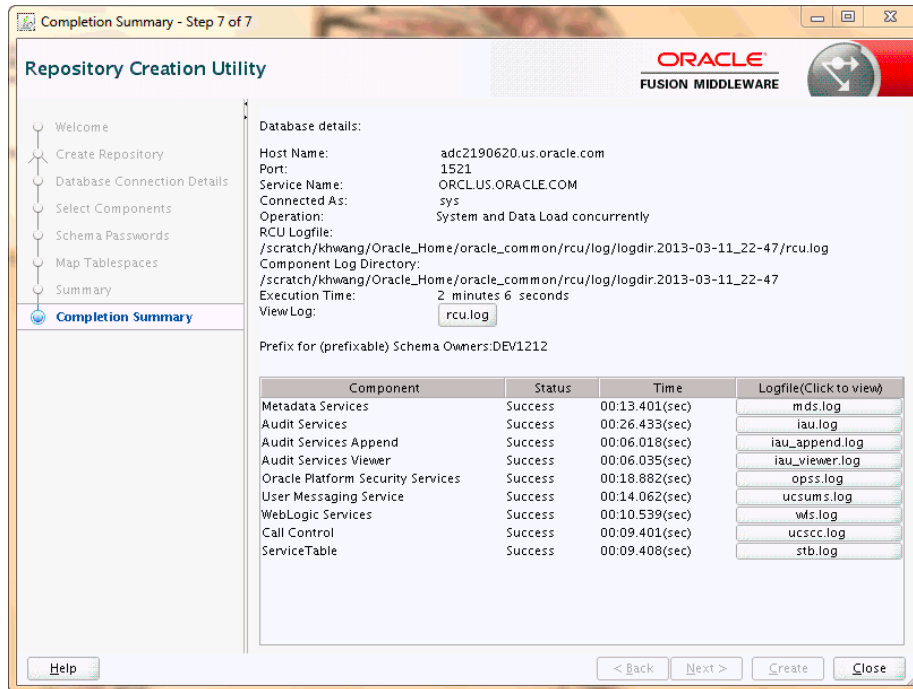 Completion Summary - Step 7 of 7
Repository Creation Utility
ORACLE
FUSION MIDDLEWARE
Welcome
Create Repository
Database Connection Details
Select Components
Schema Passwords
Map Tablespaces
Summary
Completion Summary
Database details:
Host Name: adc2190620.us.oracle.com
Port: 1521
Service Name: ORCL.US.ORACLE.COM
Connected As: sys
Operation: System and Data Load concurrently
RCU Logfile:
/scratch/khwang/Oracle_Home/oracle_common/rcu/log/logdir.2013-03-11_22-47/rcu.log
Component Log Directory:
/scratch/khwang/Oracle_Home/oracle_common/rcu/log/logdir.2013-03-11_22-47
Execution Time: 2 minutes 6 seconds
View Log: rcu.log
Prefix for (prefixable) Schema Owners:DEV1212
Component Status Time Logfile(Click to view)
Metadata Services Success 00:13.401(sec) mds.log
Audit Services Success 00:26.433(sec) iau.log
Audit Services Append Success 00:06.018(sec) iau_append.log
Audit Services Viewer Success 00:06.035(sec) iau_viewer.log
Oracle Platform Security Services Success 00:18.882(sec) opss.log
User Messaging Service Success 00:14.062(sec) ucsums.log
WebLogic Services Success 00:10.539(sec) wls.log
Call Control Success 00:09.401(sec) ucscc.log
ServiceTable Success 00:09.408(sec) stb.log
Help < Back Next > Create Close